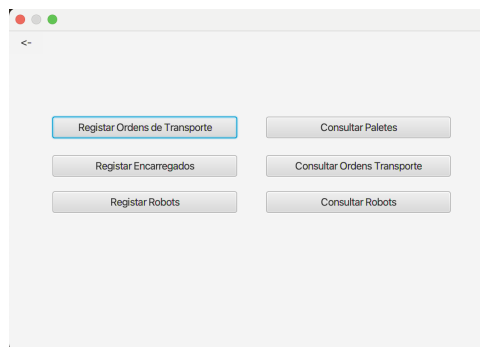 <-
Registar Ordens de Transporte
Consultar Paletes
Registar Encarregados
Consultar Ordens Transporte
Registar Robots
Consultar Robots